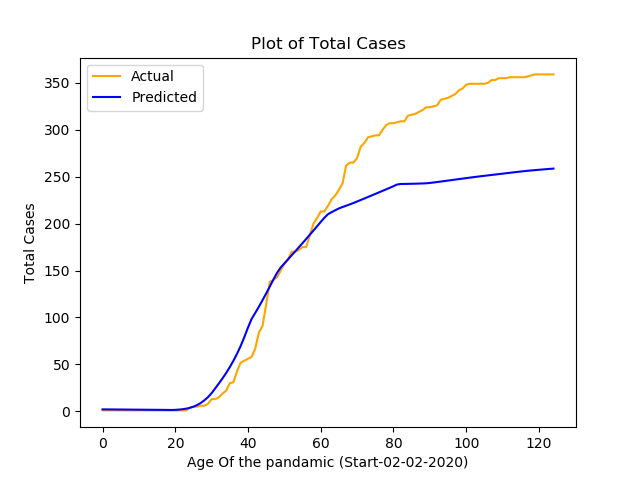 Plot of Total Cases
Actual
Predicted
350
300
250
200
150
100
50
0
Total Cases
0 20 40 60 80 100 120
Age Of the pandamic (Start-02-02-2020)